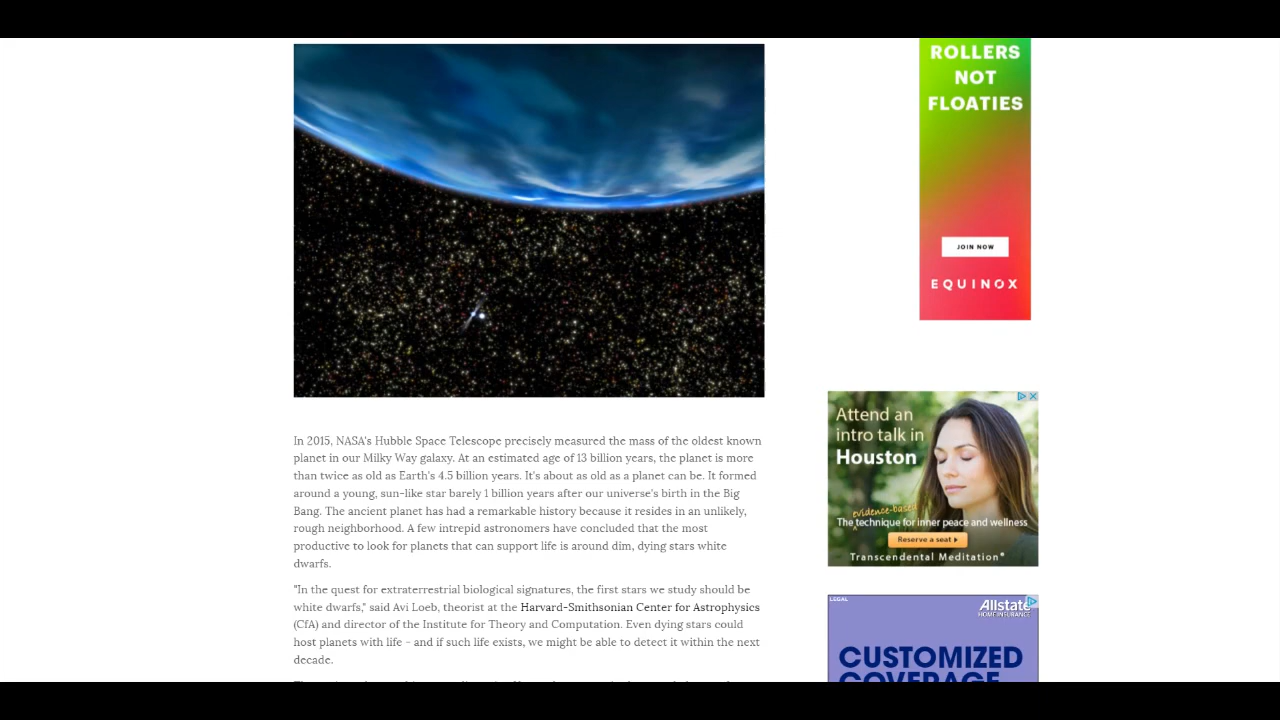 ROLLERS
NOT
FLOATIES
JOIN NOW
EQUINOX
In 2015, NASA's Hubble Space Telescope precisely measured the mass of the oldest known
planet in our Milky Way galaxy. At an estimated age of 13 billion years, the planet is more
than twice as old as Earth's 4.5 billion years. It's about as old as a planet can be. It formed
around a young, sun-like star barely 1 billion years after our universe's birth in the Big
Bang. The ancient planet has had a remarkable history because it resides in an unlikely,
rough neighborhood. A few intrepid astronomers have concluded that the most
productive to look for planets that can support life is around dim, dying stars white
dwarfs.
"In the quest for extraterrestrial biological signatures, the first stars we study should be
white dwarfs," said Avi Loeb, theorist at the Harvard-Smithsonian Center for Astrophysics
(CfA) and director of the Institute for Theory and Computation. Even dying stars could
host planets with life – and if such life exists, we might be able to detect it within the next
decade.
Attend an
intro talk in
Houston
evidence-based
The technique for inner peace and wellness
Reserve a seat
Transcendental Meditation®
LEGAL
Allstate
HOME INSURANCE
CUSTOMIZED
COVERAGE